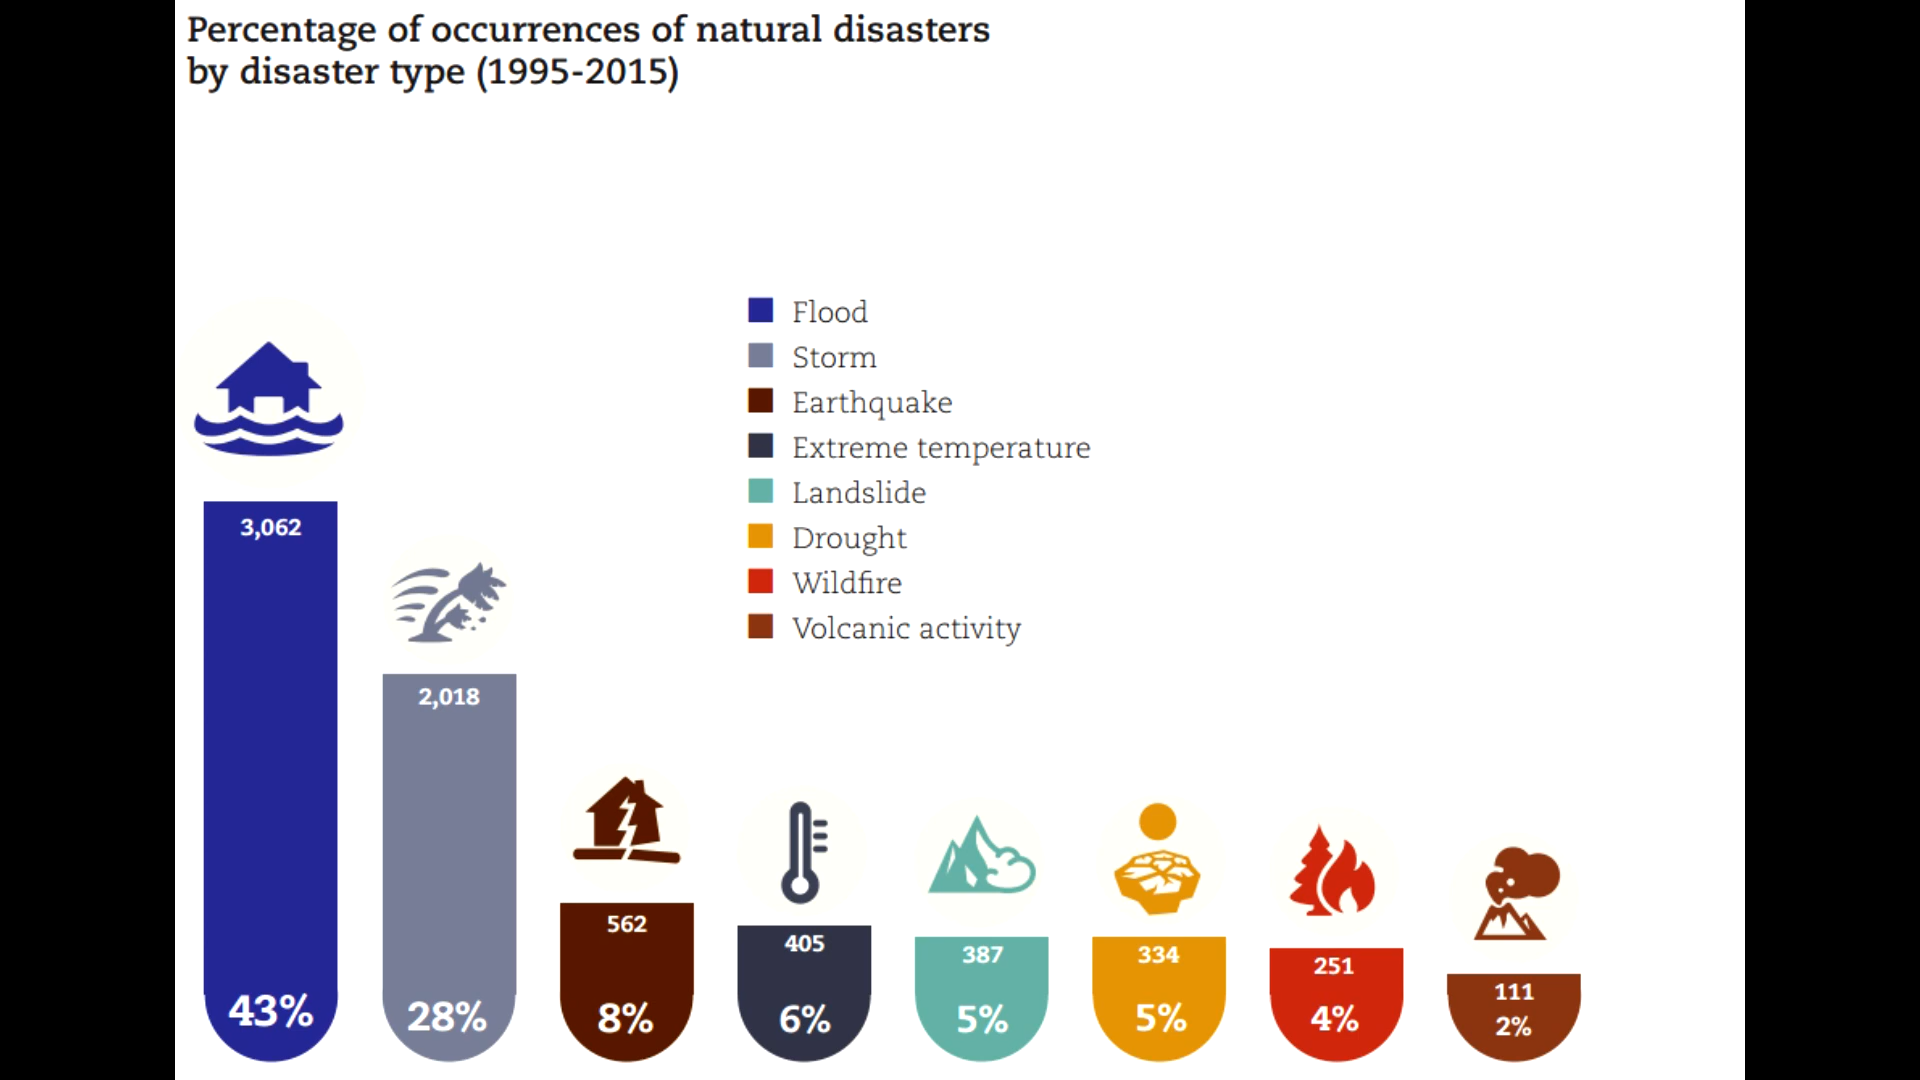 Percentage of occurrences of natural disasters
by disaster type (1995-2015)
Flood
Storm
Earthquake
Extreme temperature
Landslide
Drought
Wildfire
Volcanic activity
3,062
43%
2,018
28%
562
8%
405
6%
387
5%
334
5%
251
4%
111
2%